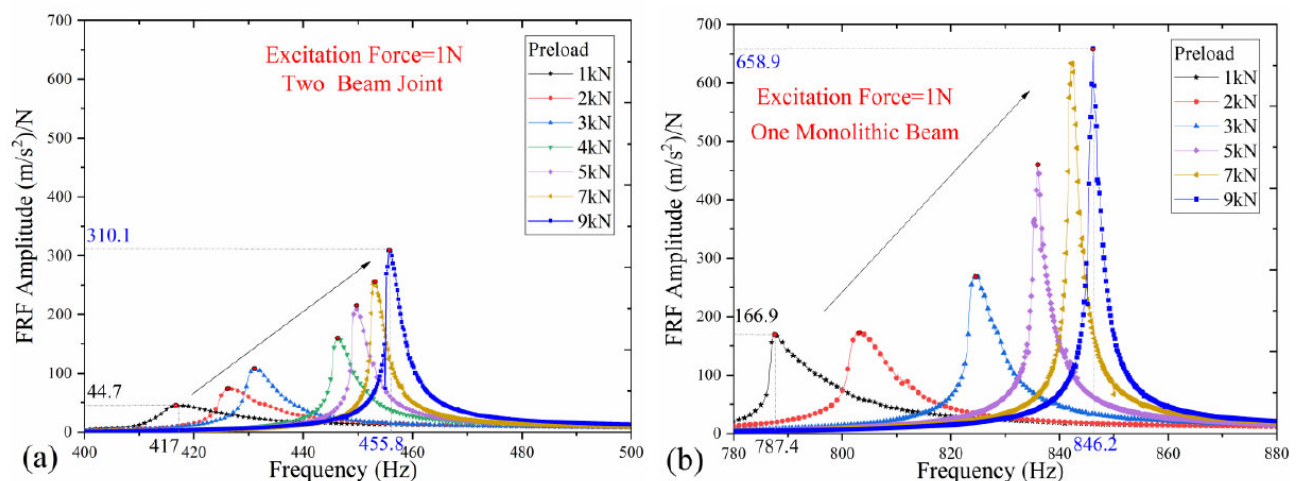 700
600
500
400
300
200
100
0
FRF Amplitude (m/s²)/N
310.1
44.7
Excitation Force=1N
Two Beam Joint
Preload
1kN
2kN
3kN
4kN
5kN
7kN
9kN
400
420
440
460
480
500
417
455.8
Frequency (Hz)
(a)
700
600
500
400
300
200
100
0
FRF Amplitude (m/s²)/N
658.9
166.9
Excitation Force=1N
One Monolithic Beam
Preload
1kN
2kN
3kN
5kN
7kN
9kN
780
800
820
840
860
880
787.4
846.2
Frequency (Hz)
(b)